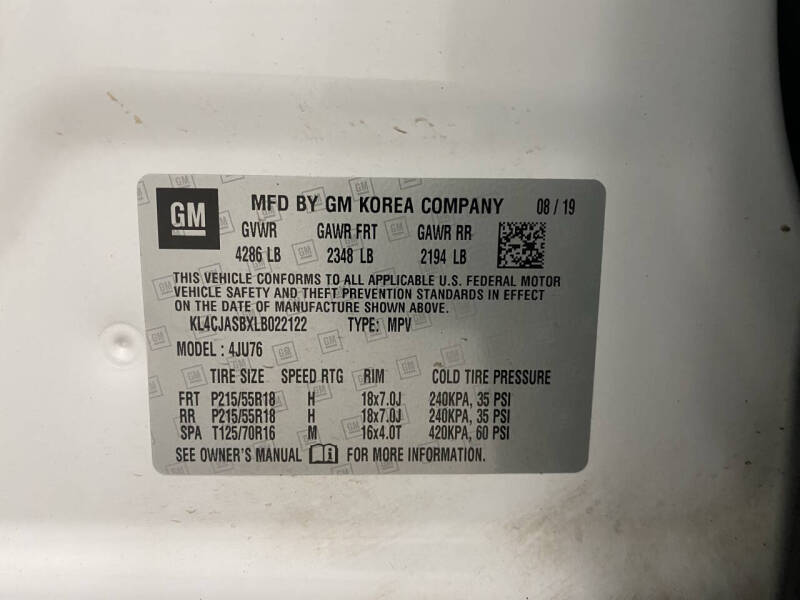 GM MFD BY GM KOREA COMPANY 08 / 19
GVWR GAWR FRT GAWR RR
4286 LB 2348 LB 2194 LB
THIS VEHICLE CONFORMS TO ALL APPLICABLE U.S. FEDERAL MOTOR
VEHICLE SAFETY AND THEFT PREVENTION STANDARDS IN EFFECT
ON THE DATE OF MANUFACTURE SHOWN ABOVE.
KL4CJASBXLB022122 TYPE: MPV
MODEL : 4JU76
TIRE SIZE SPEED RTG RIM COLD TIRE PRESSURE
FRT P215/55R18 H 18x7.0J 240KPA, 35 PSI
RR P215/55R18 H 18x7.0J 240KPA, 35 PSI
SPA T125/70R16 M 16x4.0T 420KPA, 60 PSI
SEE OWNER'S MANUAL FOR MORE INFORMATION.